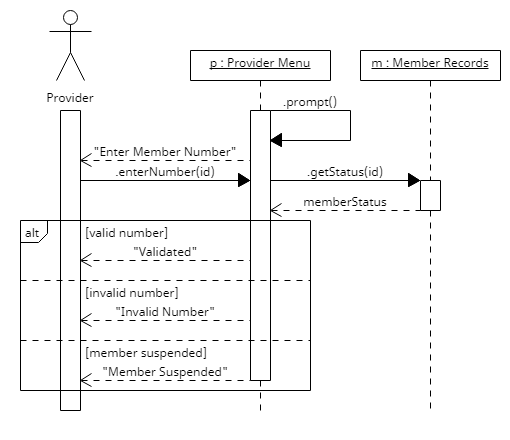 p : Provider Menu
m : Member Records
Provider
.prompt()
"Enter Member Number"
.enterNumber(id)
.getStatus(id)
memberStatus
alt
[valid number]
"Validated"
[invalid number]
"Invalid Number"
[member suspended]
"Member Suspended"